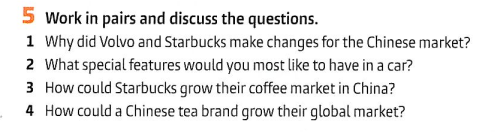 5 Work in pairs and discuss the questions.
1 Why did Volvo and Starbucks make changes for the Chinese market?
2 What special features would you most like to have in a car?
3 How could Starbucks grow their coffee market in China?
4 How could a Chinese tea brand grow their global market?